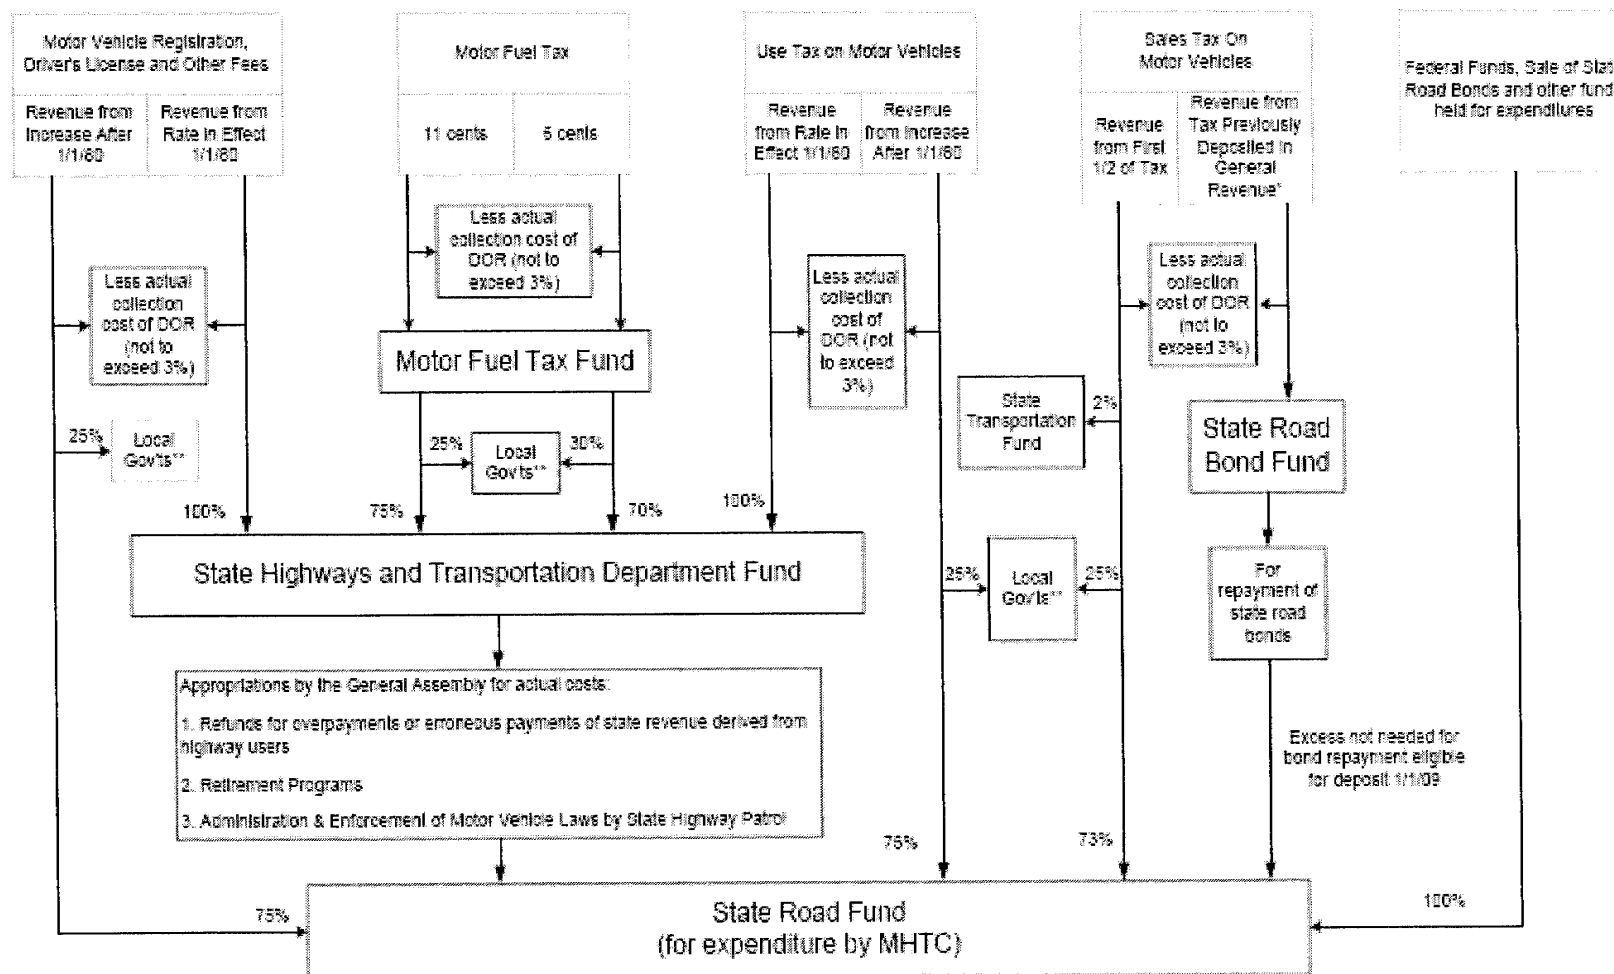 Motor Vehicle Registration,
Driver's License and Other Fees
Revenue from
Increase After
1/1/80
Revenue from
Rate in Effect
1/1/80
Motor Fuel Tax
11 cents
6 cents
Use Tax on Motor Vehicles
Revenue
from Rate in
Effect 1/1/80
Revenue
from Increase
After 1/1/80
Sales Tax On
Motor Vehicles
Revenue
from First
1/2 of Tax
Revenue from
Tax Previously
Deposited in
General
Revenue*
Federal Funds, Sale of Stat
Road Bonds and other fund
held for expenditures
Less actual
collection cost of
DOR (not to
exceed 3%)
Less actual
collection
cost of DOR
(not to
exceed 3%)
Less actual
collection
cost of
DOR (not
to exceed
3%)
Less actual
collection
cost of DOR
(not to
exceed 3%)
Motor Fuel Tax Fund
State
Transportation
Fund
2%
State Road
Bond Fund
25%
Local
Gov'ts**
25%
Local
Gov'ts**
30%
100%
75%
70%
100%
State Highways and Transportation Department Fund
25%
Local
Gov'ts**
25%
For
repayment of
state road
bonds
Appropriations by the General Assembly for actual costs:
1. Refunds for overpayments or erroneous payments of state revenue derived from
highway users
2. Retirement Programs
3. Administration & Enforcement of Motor Vehicle Laws by State Highway Patrol
Excess not needed for
bond repayment eligible
for deposit 1/1/09
75%
73%
75%
State Road Fund
(for expenditure by MHTC)
100%